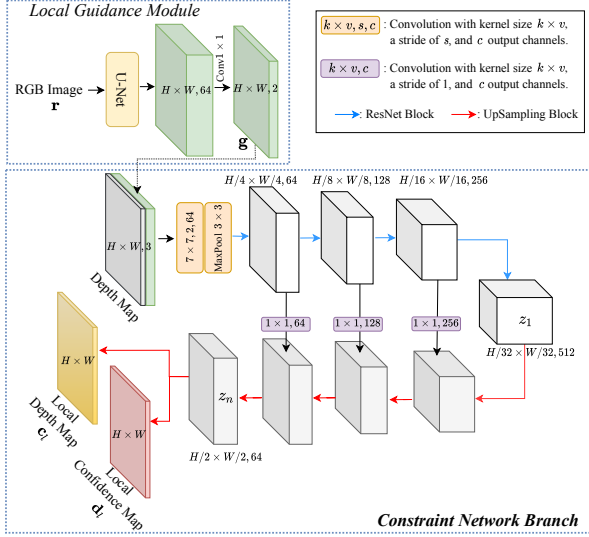 Local Guidance Module
RGB Image
r
U-Net
H × W, 64
Conv1 × 1
H × W, 2
g
k × v, s, c : Convolution with kernel size k × v,
a stride of s, and c output channels.
k × v, c : Convolution with kernel size k × v,
a stride of 1, and c output channels.
ResNet Block
UpSampling Block
H × W, 3
Depth Map
7 × 7, 2, 64
MaxPool 3 × 3
H/4 × W/4, 64
H/8 × W/8, 128
H/16 × W/16, 256
z1
H/32 × W/32, 512
1 × 1, 64
1 × 1, 128
1 × 1, 256
zn
H/2 × W/2, 64
H × W
Local
Depth Map
cl
H × W
Local
Confidence Map
dl
Constraint Network Branch